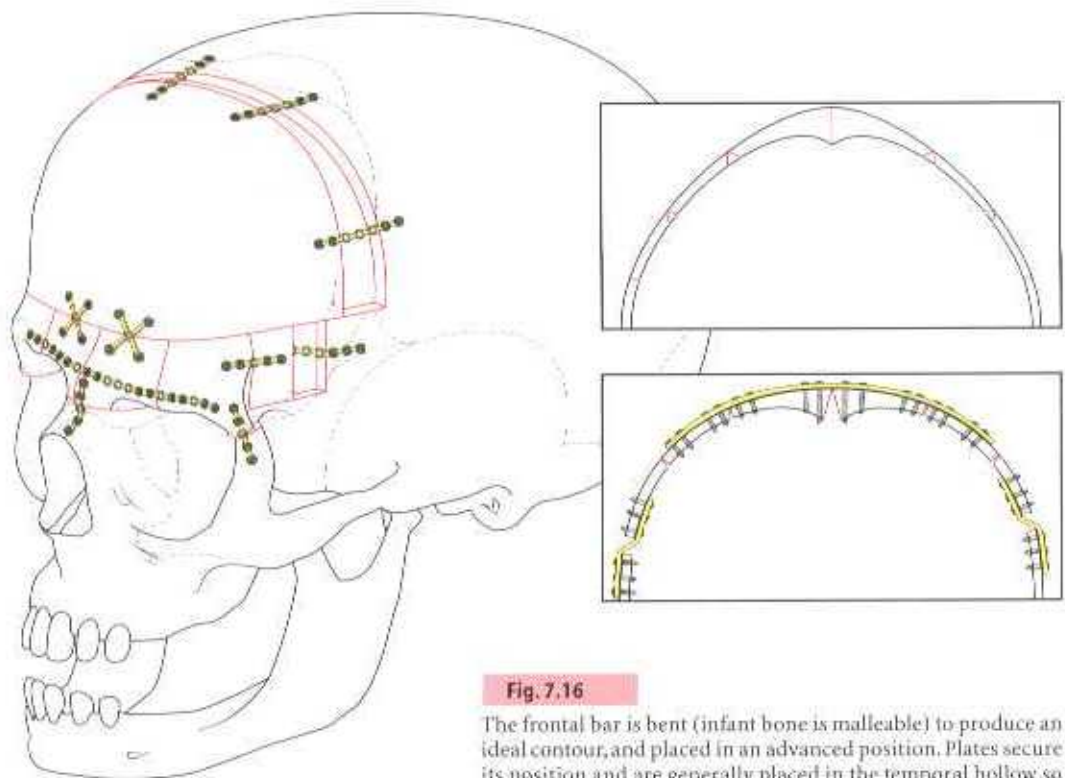 Fig. 7.16
The frontal bar is bent (infant bone is malleable) to produce an
ideal contour, and placed in an advanced position. Plates secure
its position and are generally placed in the temporal hollow so